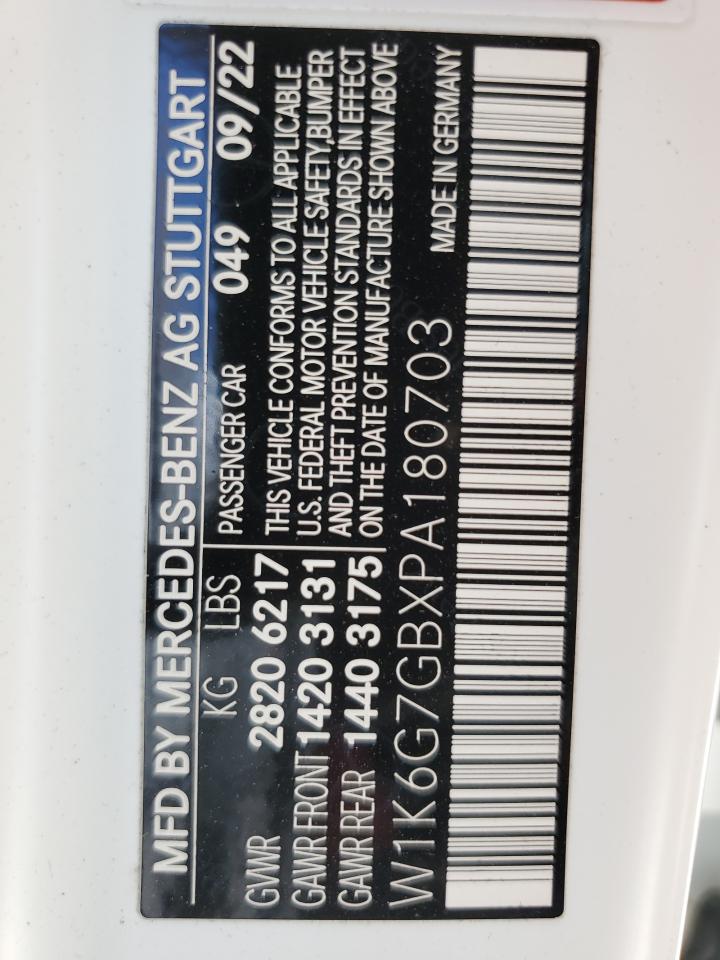 MFD BY MERCEDES-BENZ AG STUTTGART
KG LBS PASSENGER CAR 049 09/22
GVWR 2820 6217 THIS VEHICLE CONFORMS TO ALL APPLICABLE
GAWR FRONT 1420 3131 U.S. FEDERAL MOTOR VEHICLE SAFETY,BUMPER
GAWR REAR 1440 3175 AND THEFT PREVENTION STANDARDS IN EFFECT
ON THE DATE OF MANUFACTURE SHOWN ABOVE
W1K6G7GBXPA180703 MADE IN GERMANY